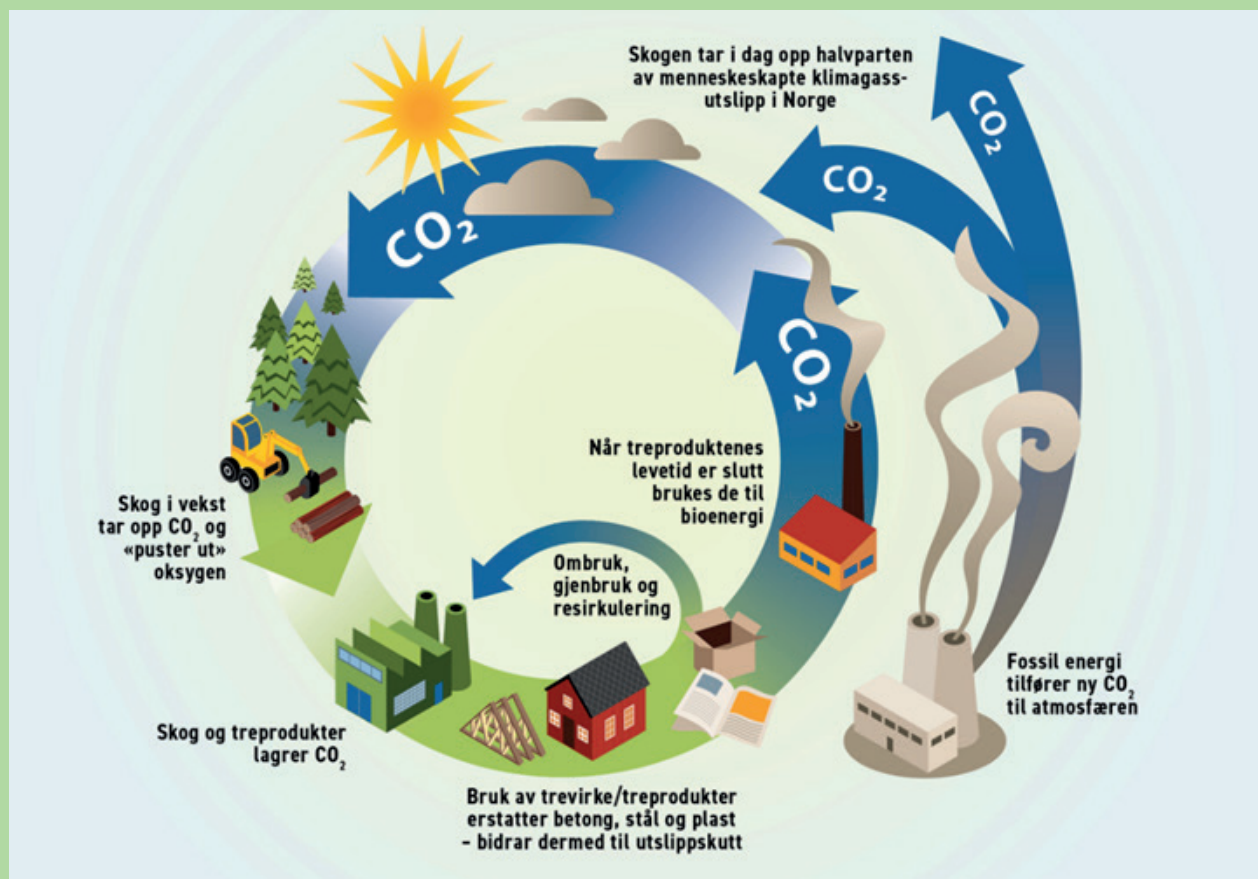 Skogen tar i dag opp halvparten
av menneskeskapte klimagass-
utslipp i Norge
CO₂
CO₂
CO₂
CO₂
Når treproduktenes
levetid er slutt
brukes de til
bioenergi
Skog i vekst
tar opp CO₂ og
«puster ut»
oksygen
Ombruk,
gjenbruk og
resirkulering
Fossil energi
tilfører ny CO₂
til atmosfæren
Skog og treprodukter
lagrer CO₂
Bruk av trevirke/treprodukter
erstatter betong, stål og plast
– bidrar dermed til utslippskutt